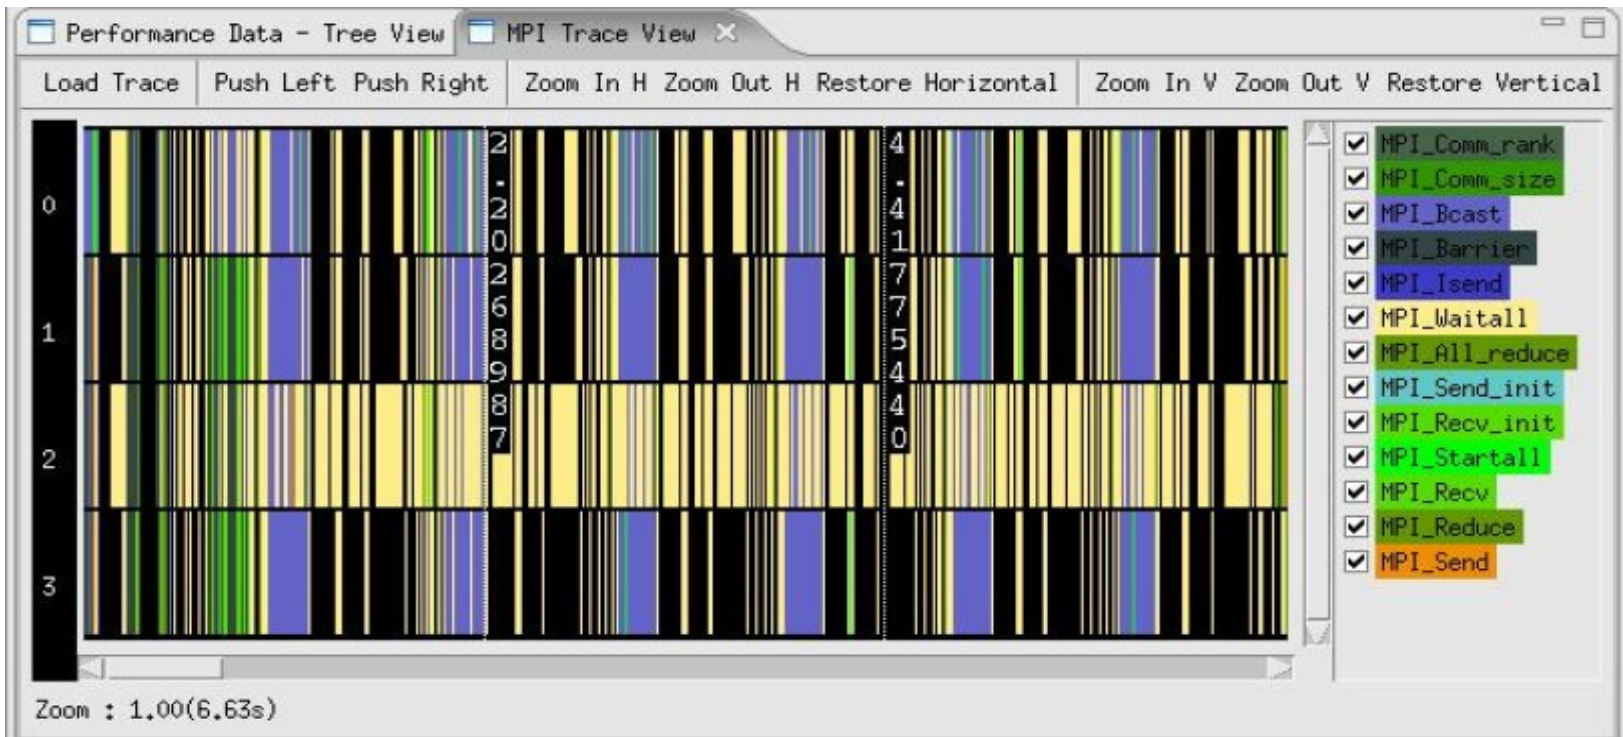 Performance Data - Tree View MPI Trace View
Load Trace Push Left Push Right Zoom In H Zoom Out H Restore Horizontal Zoom In V Zoom Out V Restore Vertical
0
1
2
3
2.20268987
4.41775440
MPI_Comm_rank
MPI_Comm_size
MPI_Bcast
MPI_Barrier
MPI_Isend
MPI_Waitall
MPI_All_reduce
MPI_Send_init
MPI_Recv_init
MPI_Startall
MPI_Recv
MPI_Reduce
MPI_Send
Zoom : 1.00(6.63s)